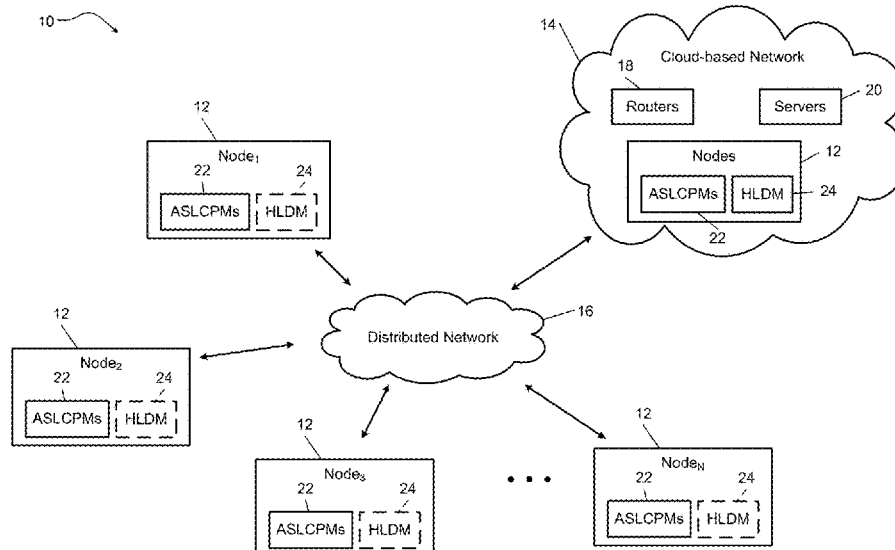 10
14
Cloud-based Network
18
20
Routers
Servers
12
Node₁
22
24
ASLCPMs
HLDM
Nodes
12
ASLCPMs
HLDM
24
22
16
Distributed Network
12
Node₂
22
24
ASLCPMs
HLDM
12
Node₃
22
24
ASLCPMs
HLDM
• • •
12
Node_N
22
24
ASLCPMs
HLDM